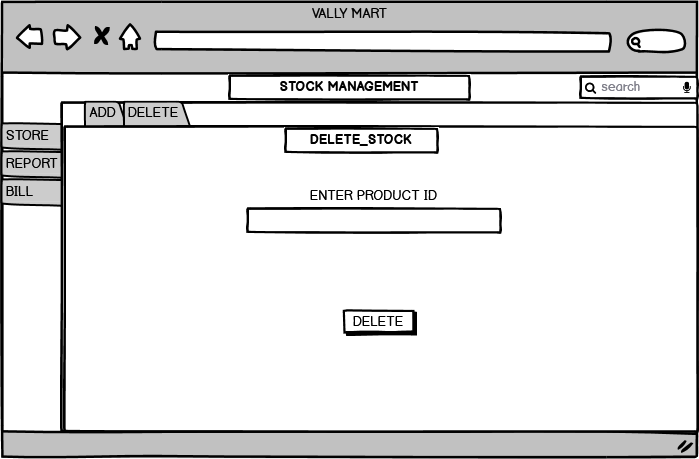 VALLY MART
STOCK MANAGEMENT
search
ADD
DELETE
STORE
REPORT
BILL
DELETE_STOCK
ENTER PRODUCT ID
DELETE